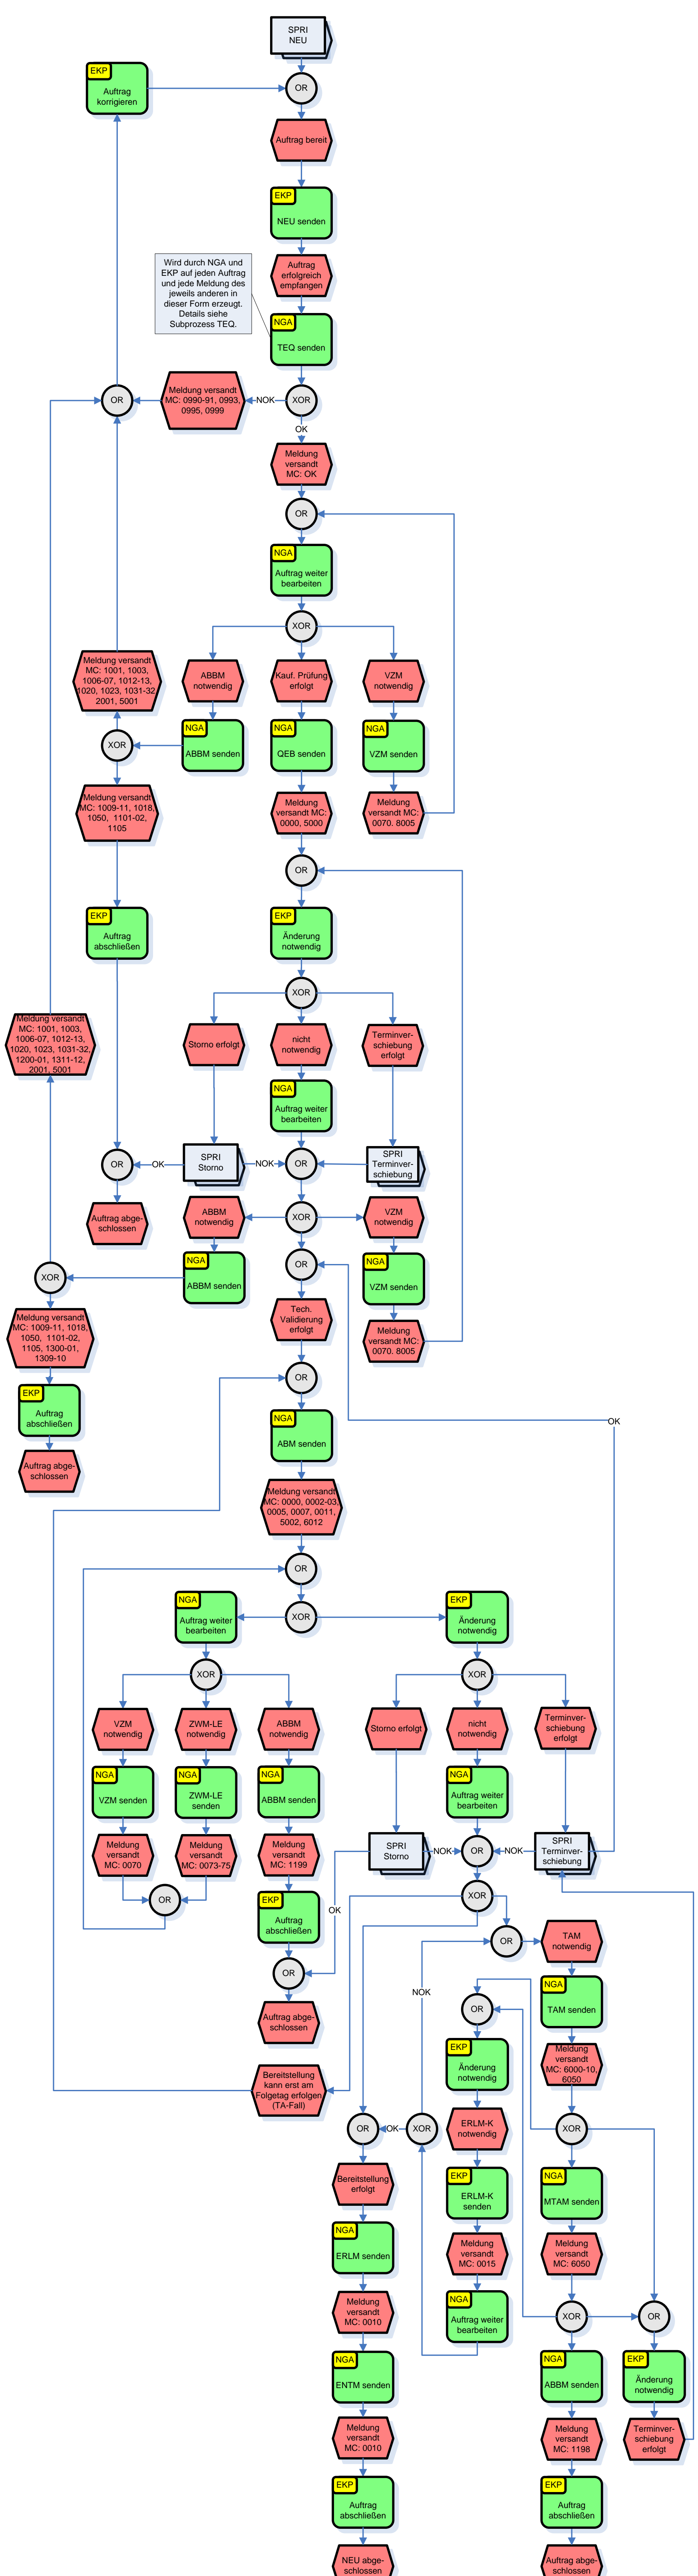 SPRI
NEU
EKP
Auftrag
korrigieren
OR
Auftrag bereit
EKP
NEU senden
Wird durch NGA und
EKP auf jeden Auftrag
und jede Meldung des
jeweils anderen in
dieser Form erzeugt.
Details siehe
Subprozess TEQ.
Auftrag
erfolgreich
empfangen
NGA
TEQ senden
OR
Meldung versandt
MC: 0990-91, 0993,
0995, 0999
NOK
XOR
OK
Meldung
versandt
MC: OK
OR
NGA
Auftrag weiter
bearbeiten
XOR
Meldung versandt
MC: 1001, 1003,
1006-07, 1012-13,
1020, 1023, 1031-32,
2001, 5001
ABBM
notwendig
Kauf. Prüfung
erfolgt
VZM
notwendig
XOR
NGA
ABBM senden
NGA
QEB senden
NGA
VZM senden
Meldung versandt
MC: 1009-11, 1018,
1050, 1101-02,
1105
Meldung
versandt MC:
0000, 5000
Meldung
versandt MC:
0070. 8005
OR
EKP
Auftrag
abschließen
EKP
Änderung
notwendig
XOR
Meldung versandt
MC: 1001, 1003,
1006-07, 1012-13,
1020, 1023, 1031-32,
1200-01, 1311-12,
2001, 5001
Storno erfolgt
nicht
notwendig
Terminver-
schiebung
erfolgt
NGA
Auftrag weiter
bearbeiten
OR
OK
SPRI
Storno
NOK
OR
SPRI
Terminver-
schiebung
Auftrag abge-
schlossen
ABBM
notwendig
XOR
VZM
notwendig
XOR
NGA
ABBM senden
OR
NGA
VZM senden
Meldung versandt
MC: 1009-11, 1018,
1050, 1101-02,
1105, 1300-01,
1309-10
Tech.
Validierung
erfolgt
Meldung
versandt MC:
0070. 8005
EKP
Auftrag
abschließen
OR
OK
Auftrag abge-
schlossen
NGA
ABM senden
Meldung versandt
MC: 0000, 0002-03,
0005, 0007, 0011,
5002, 6012
OR
NGA
Auftrag weiter
bearbeiten
XOR
EKP
Änderung
notwendig
XOR
XOR
VZM
notwendig
ZWM-LE
notwendig
ABBM
notwendig
Storno erfolgt
nicht
notwendig
Terminver-
schiebung
erfolgt
NGA
VZM senden
NGA
ZWM-LE
senden
NGA
ABBM senden
NGA
Auftrag weiter
bearbeiten
Meldung
versandt
MC: 0070
Meldung
versandt
MC: 0073-75
Meldung
versandt
MC: 1199
SPRI
Storno
NOK
OR
NOK
SPRI
Terminver-
schiebung
OR
EKP
Auftrag
abschließen
OK
XOR
OR
TAM
notwendig
OR
NOK
Auftrag abge-
schlossen
OR
NGA
TAM senden
EKP
Änderung
notwendig
Meldung
versandt
MC: 6000-10,
6050
Bereitstellung
kann erst am
Folgetag erfolgen
(TA-Fall)
OR
OK
XOR
ERLM-K
notwendig
XOR
Bereitstellung
erfolgt
EKP
ERLM-K
senden
NGA
MTAM senden
NGA
ERLM senden
Meldung
versandt
MC: 0015
Meldung
versandt
MC: 6050
Meldung
versandt
MC: 0010
NGA
Auftrag weiter
bearbeiten
XOR
OR
NGA
ENTM senden
NGA
ABBM senden
EKP
Änderung
notwendig
Meldung
versandt
MC: 0010
Meldung
versandt
MC: 1198
Terminver-
schiebung
erfolgt
EKP
Auftrag
abschließen
EKP
Auftrag
abschließen
NEU abge-
schlossen
Auftrag abge-
schlossen